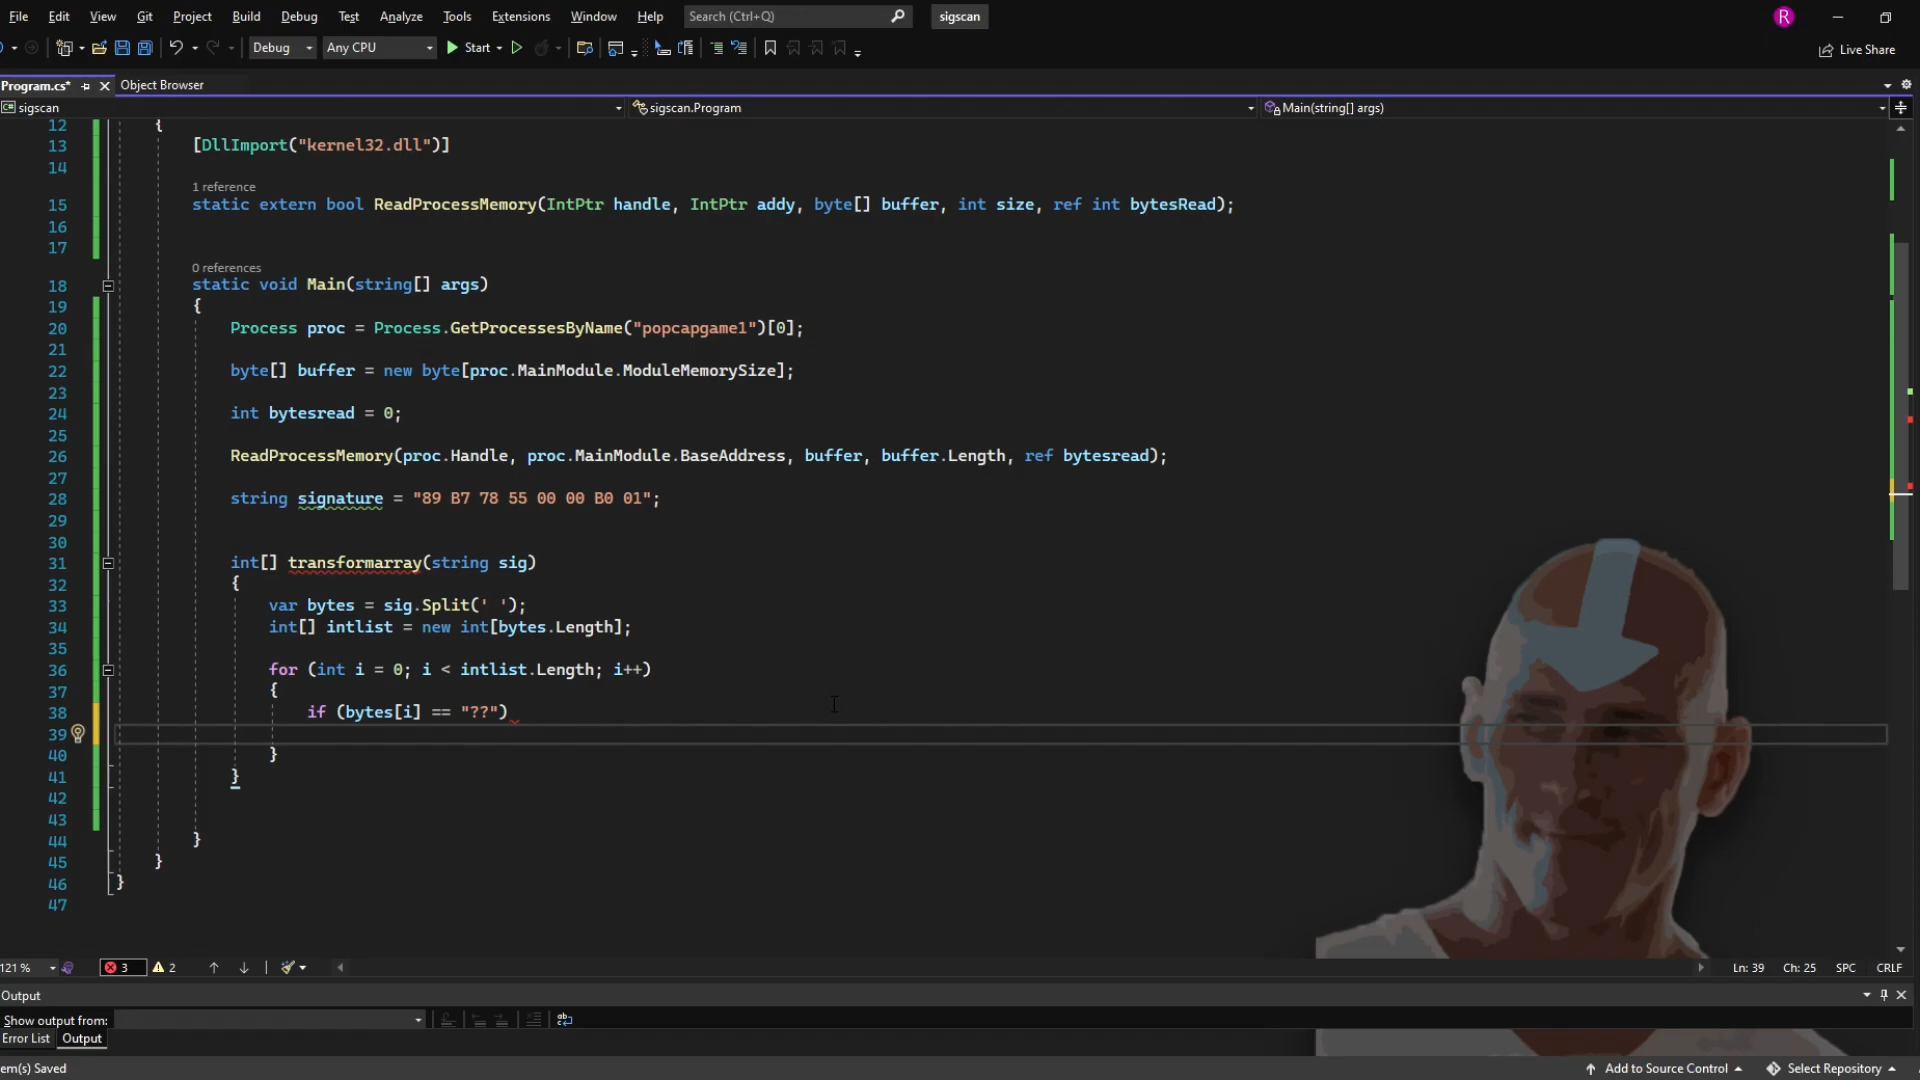 File Edit View Git Project Build Debug Test Analyze Tools Extensions Window Help Search (Ctrl+Q) sigscan R
Debug Any CPU Start Live Share
Program.cs* Object Browser
sigscan sigscan.Program Main(string[] args)
12 {
13 [DllImport("kernel32.dll")]
14
1 reference
15 static extern bool ReadProcessMemory(IntPtr handle, IntPtr addy, byte[] buffer, int size, ref int bytesRead);
16
17
0 references
18 static void Main(string[] args)
19 {
20 Process proc = Process.GetProcessesByName("popcapgame1")[0];
21
22 byte[] buffer = new byte[proc.MainModule.ModuleMemorySize];
23
24 int bytesread = 0;
25
26 ReadProcessMemory(proc.Handle, proc.MainModule.BaseAddress, buffer, buffer.Length, ref bytesread);
27
28 string signature = "89 B7 78 55 00 00 B0 01";
29
30
31 int[] transformarray(string sig)
32 {
33 var bytes = sig.Split(' ');
34 int[] intlist = new int[bytes.Length];
35
36 for (int i = 0; i < intlist.Length; i++)
37 {
38 if (bytes[i] == "??")
39
40 }
41 }
42
43
44 }
45 }
46 }
47
121 % 3 2 Ln: 39 Ch: 25 SPC CRLF
Output
Show output from:
Error List Output
em(s) Saved Add to Source Control Select Repository